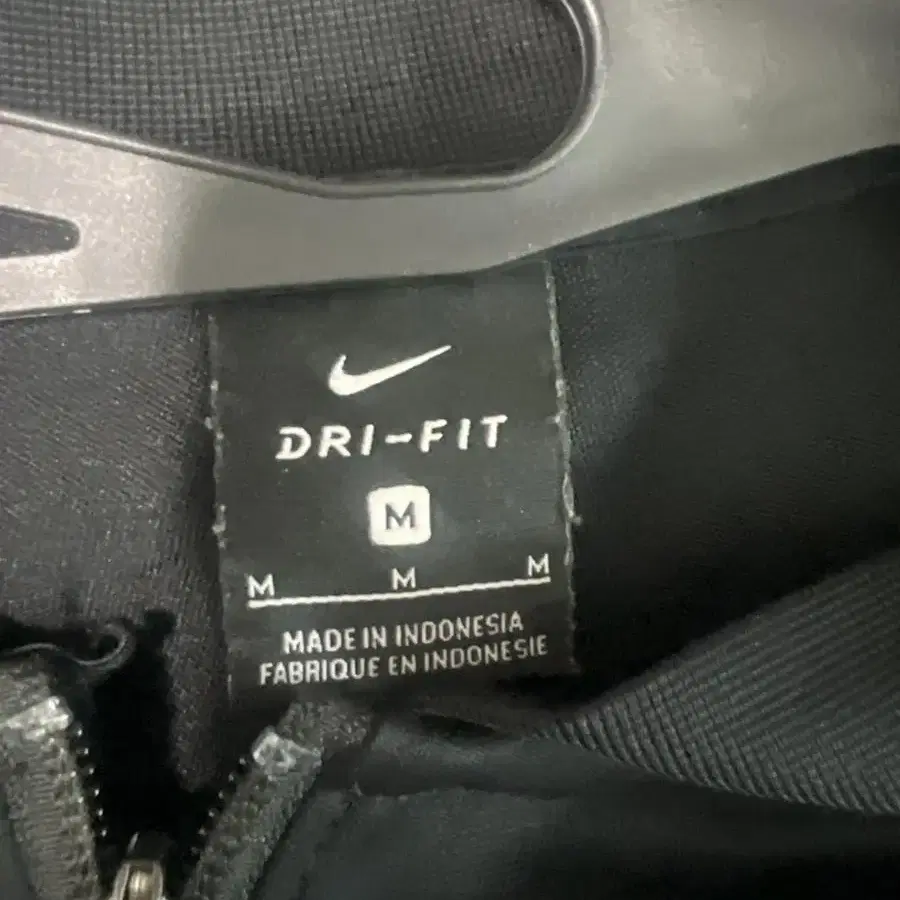 DRI-FIT
M
M M M
MADE IN INDONESIA
FABRIQUE EN INDONESIE